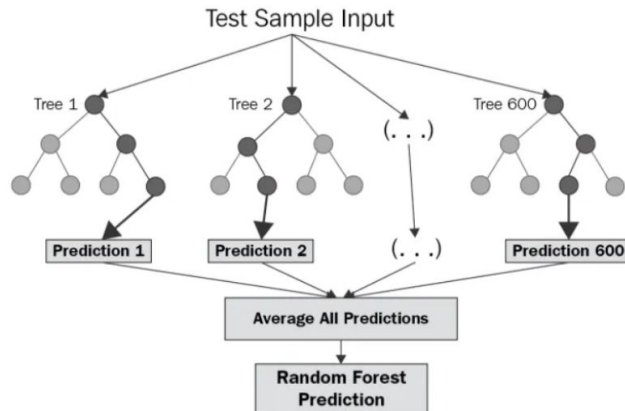 Test Sample Input
Tree 1
Tree 2
(. . .)
Tree 600
Prediction 1
Prediction 2
(. . .)
Prediction 600
Average All Predictions
Random Forest
Prediction